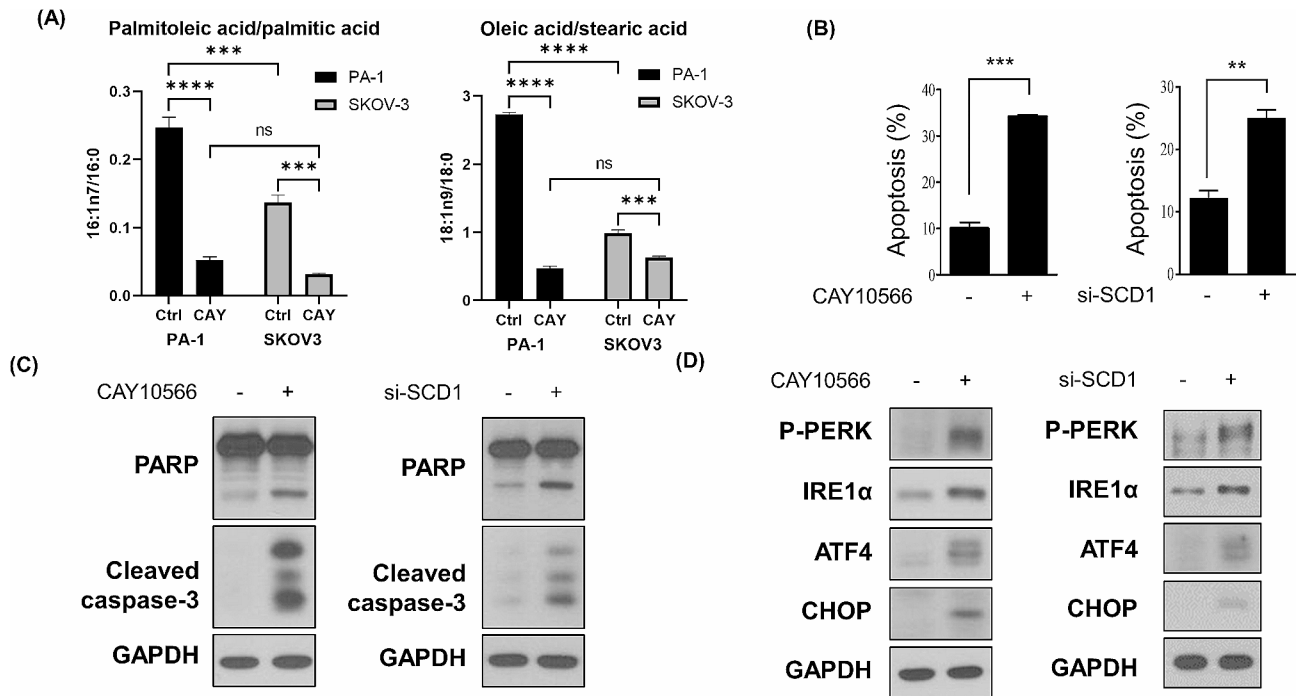 (A)
Palmitoleic acid/palmitic acid
***
****
ns
***
PA-1
SKOV-3
16:1n7/16:0
0.3
0.2
0.1
0.0
Ctrl CAY Ctrl CAY
PA-1 SKOV3
Oleic acid/stearic acid
****
****
ns
***
PA-1
SKOV-3
18:1n9/18:0
3
2
1
0
Ctrl CAY Ctrl CAY
PA-1 SKOV3
(B)
***
Apoptosis (%)
40
30
20
10
0
CAY10566 - +
**
Apoptosis (%)
30
20
10
0
si-SCD1 - +
(C)
CAY10566 - +
PARP
Cleaved
caspase-3
GAPDH
si-SCD1 - +
PARP
Cleaved
caspase-3
GAPDH
(D)
CAY10566 - +
P-PERK
IRE1α
ATF4
CHOP
GAPDH
si-SCD1 - +
P-PERK
IRE1α
ATF4
CHOP
GAPDH